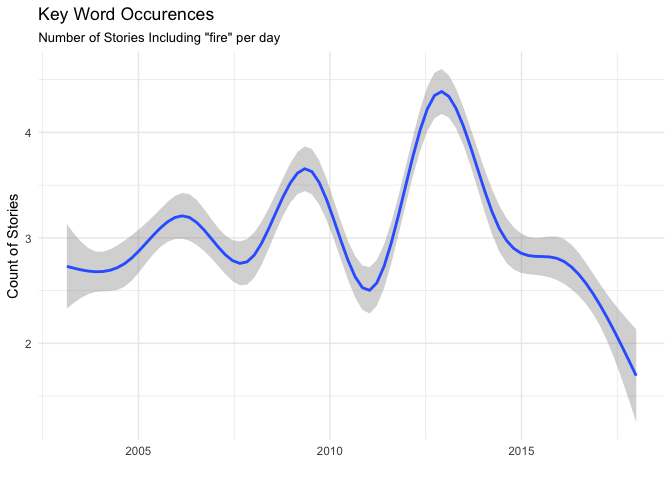 Key Word Occurences
Number of Stories Including "fire" per day
Count of Stories
4
3
2
2005
2010
2015